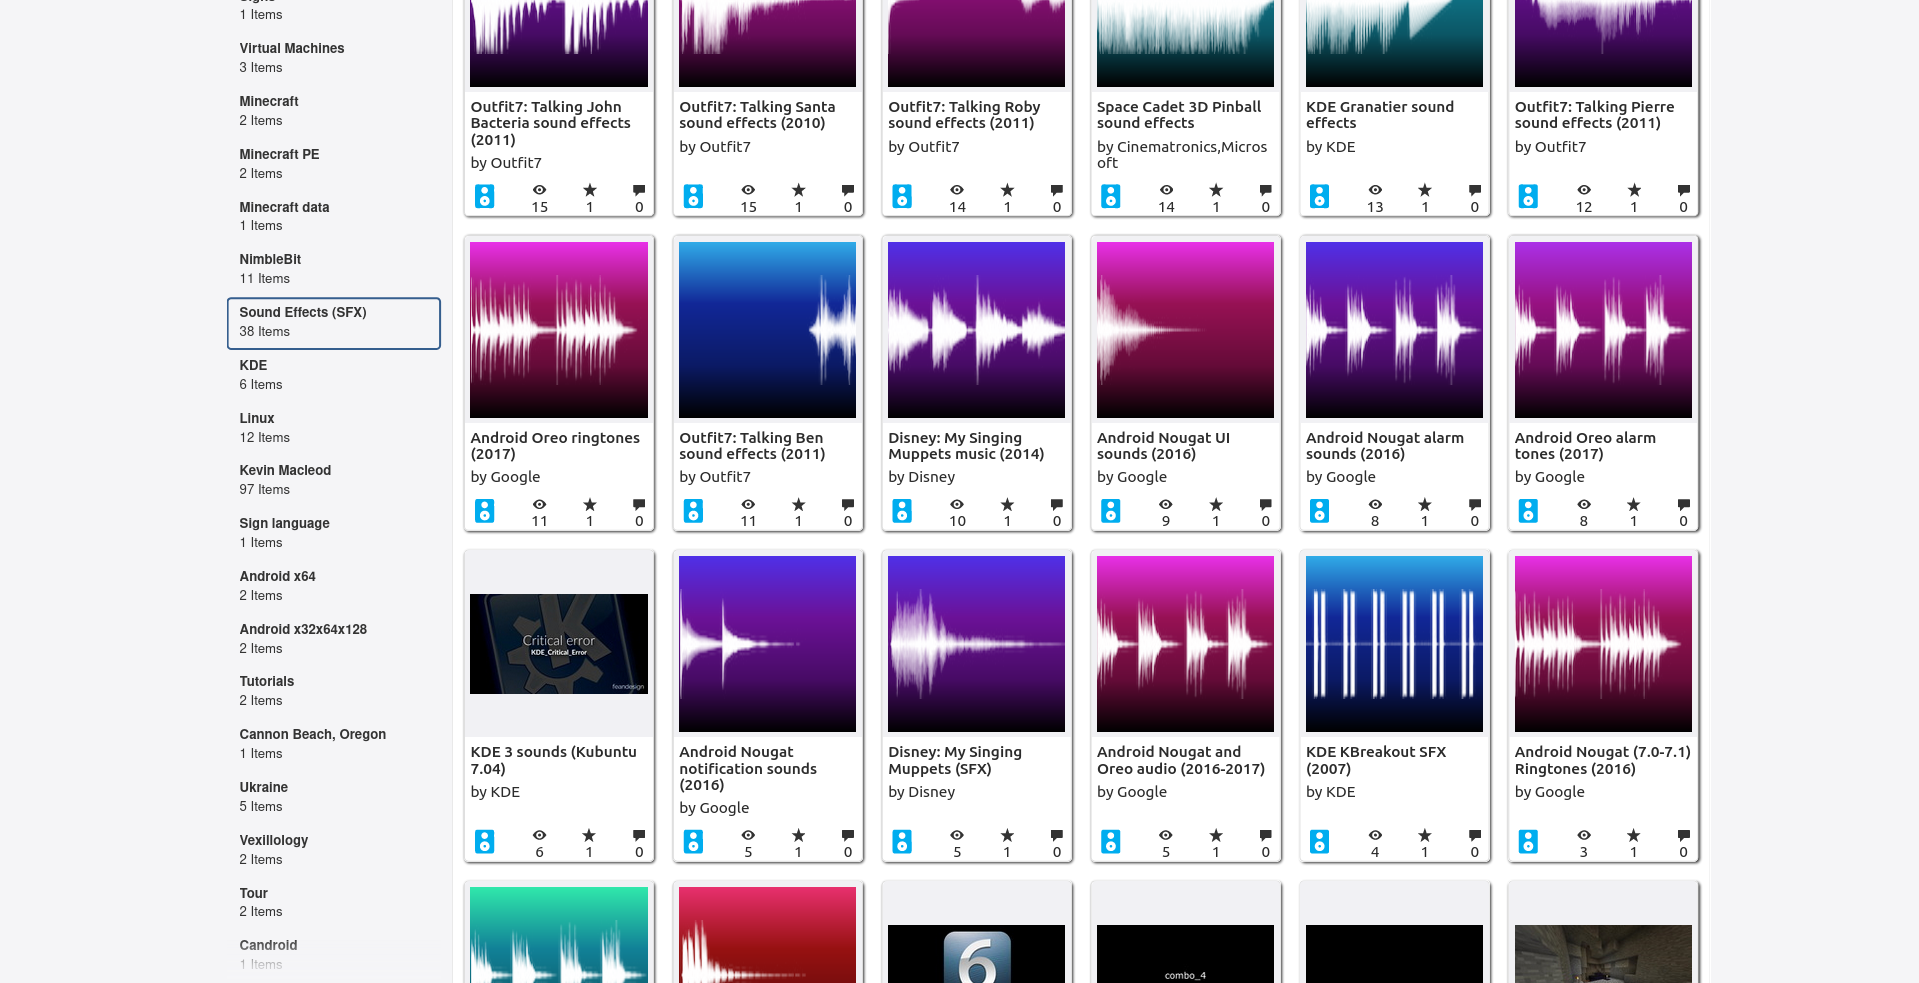 1 Items
Virtual Machines
3 Items
Minecraft
2 Items
Minecraft PE
2 Items
Minecraft data
1 Items
NimbleBit
11 Items
Sound Effects (SFX)
38 Items
KDE
6 Items
Linux
12 Items
Kevin Macleod
97 Items
Sign language
1 Items
Android x64
2 Items
Android x32x64x128
2 Items
Tutorials
2 Items
Cannon Beach, Oregon
1 Items
Ukraine
5 Items
Vexillology
2 Items
Tour
2 Items
Candroid
1 Items
Outfit7: Talking John
Bacteria sound effects
(2011)
by Outfit7
15 1 0
Outfit7: Talking Santa
sound effects (2010)
by Outfit7
15 1 0
Outfit7: Talking Roby
sound effects (2011)
by Outfit7
14 1 0
Space Cadet 3D Pinball
sound effects
by Cinematronics,Micros
oft
14 1 0
KDE Granatier sound
effects
by KDE
13 1 0
Outfit7: Talking Pierre
sound effects (2011)
by Outfit7
12 1 0
Android Oreo ringtones
(2017)
by Google
11 1 0
Outfit7: Talking Ben
sound effects (2011)
by Outfit7
11 1 0
Disney: My Singing
Muppets music (2014)
by Disney
10 1 0
Android Nougat UI
sounds (2016)
by Google
9 1 0
Android Nougat alarm
sounds (2016)
by Google
8 1 0
Android Oreo alarm
tones (2017)
by Google
8 1 0
Critical error
KDE_Critical_Error
fleandesign
KDE 3 sounds (Kubuntu
7.04)
by KDE
6 1 0
Android Nougat
notification sounds
(2016)
by Google
5 1 0
Disney: My Singing
Muppets (SFX)
by Disney
5 1 0
Android Nougat and
Oreo audio (2016-2017)
by Google
5 1 0
KDE KBreakout SFX
(2007)
by KDE
4 1 0
Android Nougat (7.0-7.1)
Ringtones (2016)
by Google
3 1 0
6
combo_4